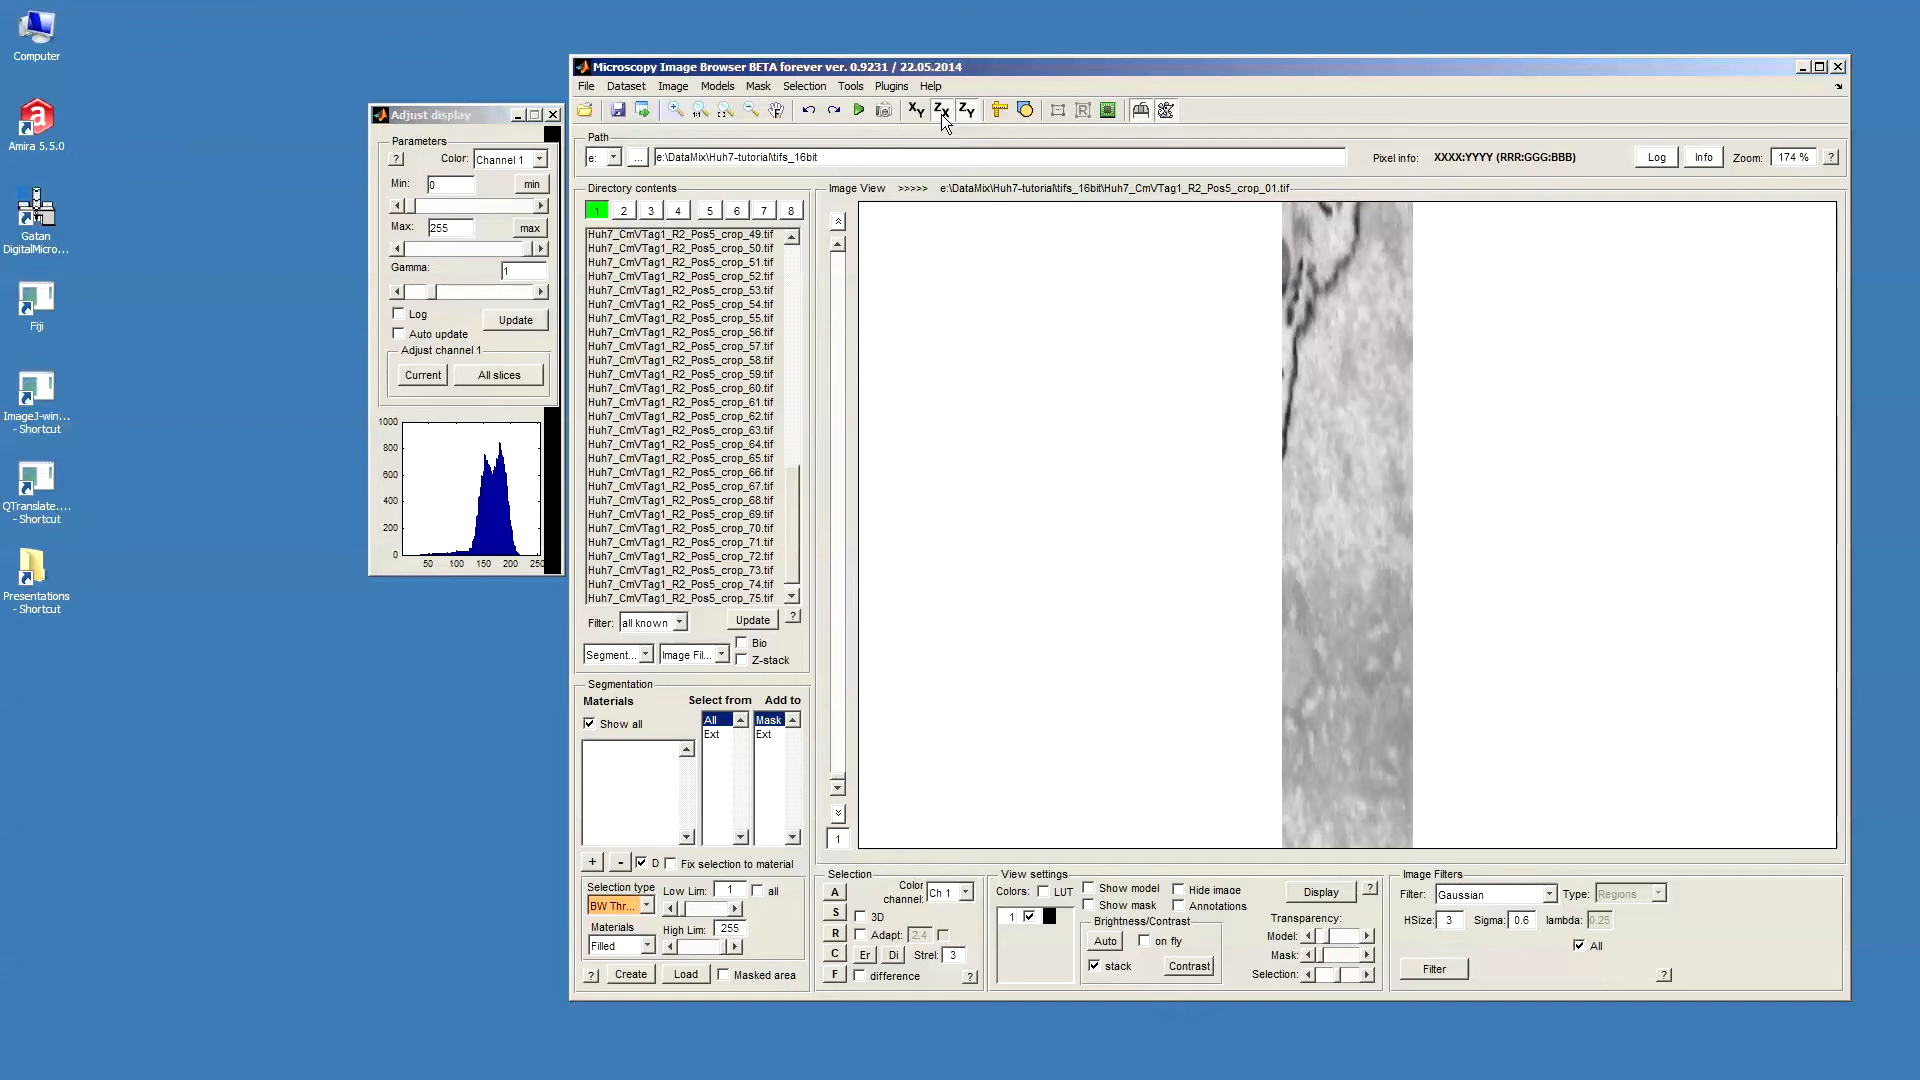 Computer
Amira 5.5.0
Gatan
DigitalMicro...
Fiji
ImageJ-win...
- Shortcut
QTranslate....
- Shortcut
Presentations
- Shortcut
Adjust display
Parameters
?
Color:
Channel 1
Min:
0
min
Max:
255
max
Gamma:
1
Log
Update
Auto update
Adjust channel 1
Current
All slices
1000
800
600
400
200
0
50
100
150
200
250
Microscopy Image Browser BETA forever ver. 0.9231 / 22.05.2014
File Dataset Image Models Mask Selection Tools Plugins Help
XY ZX ZY
Path
e:
...
e:\DataMix\Huh7-tutorial\tifs_16bit
Pixel info: XXXX:YYYY (RRR:GGG:BBB)
Log
Info
Zoom: 174 %
?
Directory contents
1 2 3 4 5 6 7 8
Huh7_CmVTag1_R2_Pos5_crop_49.tif
Huh7_CmVTag1_R2_Pos5_crop_50.tif
Huh7_CmVTag1_R2_Pos5_crop_51.tif
Huh7_CmVTag1_R2_Pos5_crop_52.tif
Huh7_CmVTag1_R2_Pos5_crop_53.tif
Huh7_CmVTag1_R2_Pos5_crop_54.tif
Huh7_CmVTag1_R2_Pos5_crop_55.tif
Huh7_CmVTag1_R2_Pos5_crop_56.tif
Huh7_CmVTag1_R2_Pos5_crop_57.tif
Huh7_CmVTag1_R2_Pos5_crop_58.tif
Huh7_CmVTag1_R2_Pos5_crop_59.tif
Huh7_CmVTag1_R2_Pos5_crop_60.tif
Huh7_CmVTag1_R2_Pos5_crop_61.tif
Huh7_CmVTag1_R2_Pos5_crop_62.tif
Huh7_CmVTag1_R2_Pos5_crop_63.tif
Huh7_CmVTag1_R2_Pos5_crop_64.tif
Huh7_CmVTag1_R2_Pos5_crop_65.tif
Huh7_CmVTag1_R2_Pos5_crop_66.tif
Huh7_CmVTag1_R2_Pos5_crop_67.tif
Huh7_CmVTag1_R2_Pos5_crop_68.tif
Huh7_CmVTag1_R2_Pos5_crop_69.tif
Huh7_CmVTag1_R2_Pos5_crop_70.tif
Huh7_CmVTag1_R2_Pos5_crop_71.tif
Huh7_CmVTag1_R2_Pos5_crop_72.tif
Huh7_CmVTag1_R2_Pos5_crop_73.tif
Huh7_CmVTag1_R2_Pos5_crop_74.tif
Huh7_CmVTag1_R2_Pos5_crop_75.tif
Filter: all known
Update
?
Segment...
Image Fil...
Bio
Z-stack
Image View >>>>> e:\DataMix\Huh7-tutorial\tifs_16bit\Huh7_CmVTag1_R2_Pos5_crop_01.tif
1
Segmentation
Materials
Select from
Add to
Show all
All
Ext
Mask
Ext
+ - D
Fix selection to material
Selection type
BW Thr...
Low Lim: 1
all
Materials
Filled
High Lim: 255
?
Create
Load
Masked area
Selection
A
S
R
C
F
Color
channel:
Ch 1
3D
Adapt: 2.4
Er
Di
Strel: 3
difference
?
View settings
Colors:
LUT
1
Show model
Show mask
Hide image
Annotations
Display
?
Brightness/Contrast
Auto
on fly
stack
Contrast
Transparency:
Model:
Mask:
Selection:
Image Filters
Filter: Gaussian
Type: Regions
HSize: 3
Sigma: 0.6
lambda: 0.25
All
Filter
?